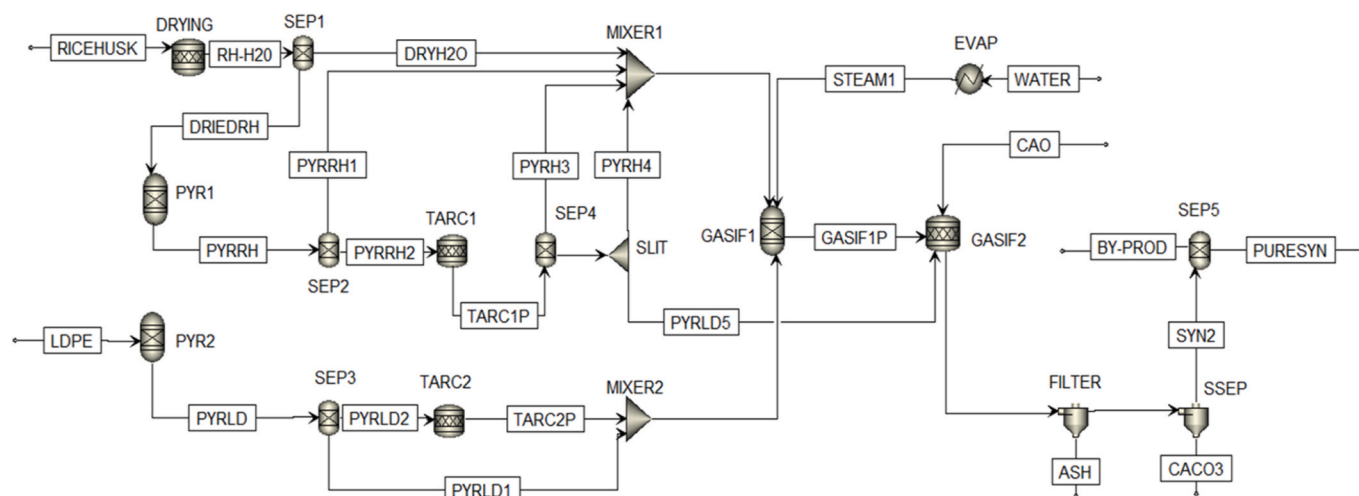 DRYING
SEP1
MIXER1
RICEHUSK
RH-H20
DRYH2O
EVAP
STEAM1
WATER
DRIEDRH
CAO
PYRRH1
PYRH3
PYRH4
PYR1
TARC1
SEP4
SEP5
GASIF1
GASIF1P
GASIF2
PYRRH
PYRRH2
SLIT
BY-PROD
PURESYN
SEP2
TARC1P
PYRLD5
LDPE
PYR2
SYN2
SEP3
TARC2
MIXER2
FILTER
SSEP
PYRLD
PYRLD2
TARC2P
ASH
CACO3
PYRLD1